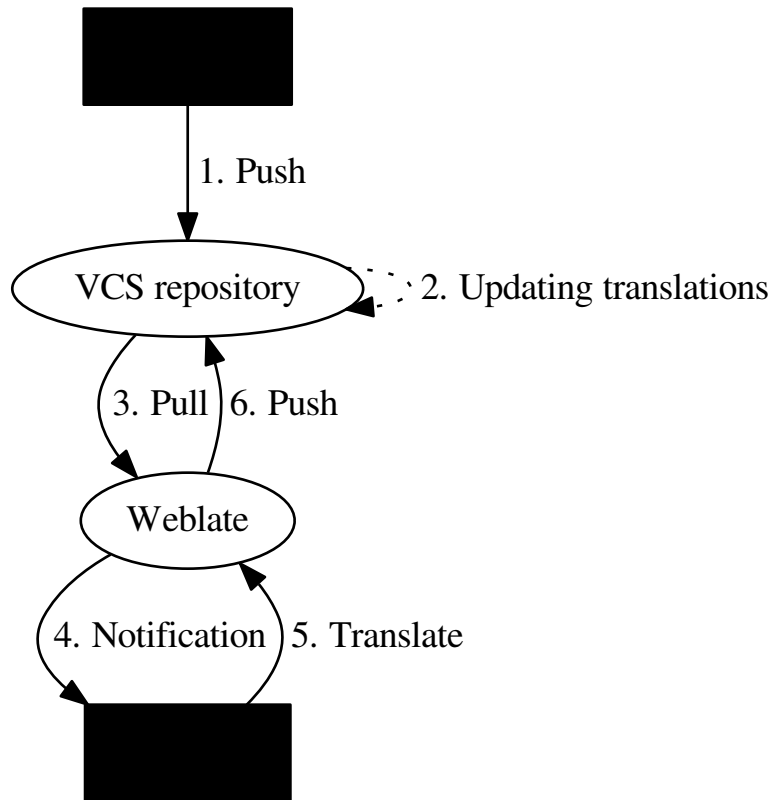 1. Push
VCS repository
2. Updating translations
3. Pull
6. Push
Weblate
4. Notification
5. Translate